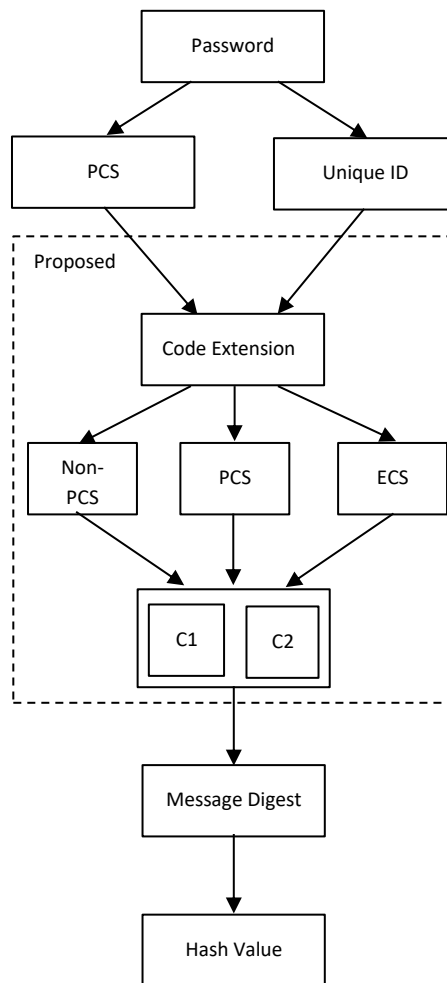 Password
PCS
Unique ID
Proposed
Code Extension
Non-
PCS
PCS
ECS
C1
C2
Message Digest
Hash Value